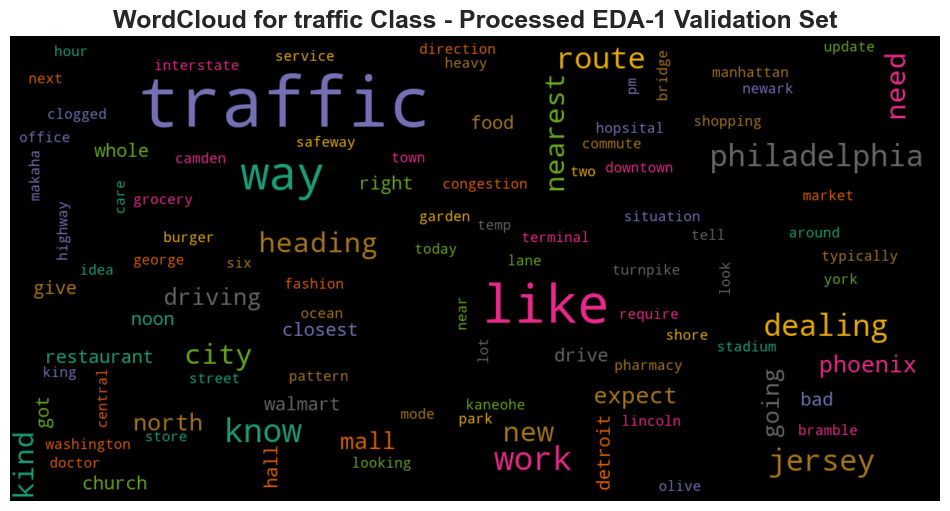 WordCloud for traffic Class - Processed EDA-1 Validation Set
hour
service
direction
update
next
interstate
heavy
route
pm
bridge
manhattan
newark
need
clogged
traffic
nearest
office
safeway
food
hopsital
shopping
commute
whole
camden
way
town
two
downtown
philadelphia
makaha
care
grocery
right
congestion
market
highway
burger
heading
garden
temp
situation
tell
around
idea
george
six
today
terminal
typically
give
driving
fashion
lane
turnpike
look
york
noon
ocean
closest
near
like
require
shore
dealing
restaurant
city
lot
drive
stadium
king
street
pattern
pharmacy
phoenix
got
central
walmart
mode
kaneohe
expect
going
bad
north
know
park
lincoln
bramble
kind
washington
store
mall
new
detroit
doctor
hall
looking
work
jersey
church
olive